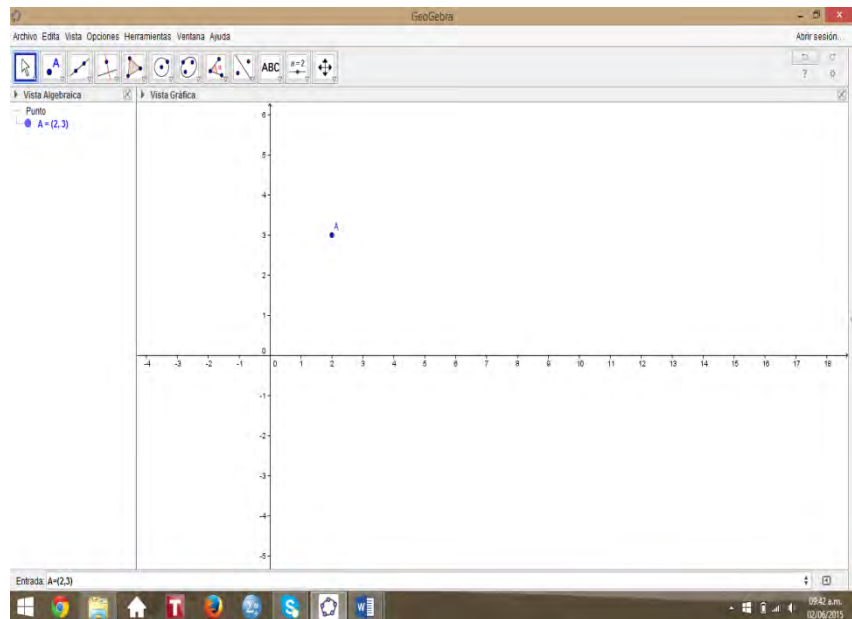 GeoGebra
Archivo Edita Vista Opciones Herramientas Ventana Ayuda
Abrir sesión...
A
ABC
a=2
?
Vista Algebraica
Vista Gráfica
Punto
A = (2, 3)
6
5
4
A
3
2
1
0
-4 -3 -2 -1 0 1 2 3 4 5 6 7 8 9 10 11 12 13 14 15 16 17 18
-1
-2
-3
-4
-5
Entrada: A=(2,3)
09:42 a.m.
02/06/2015